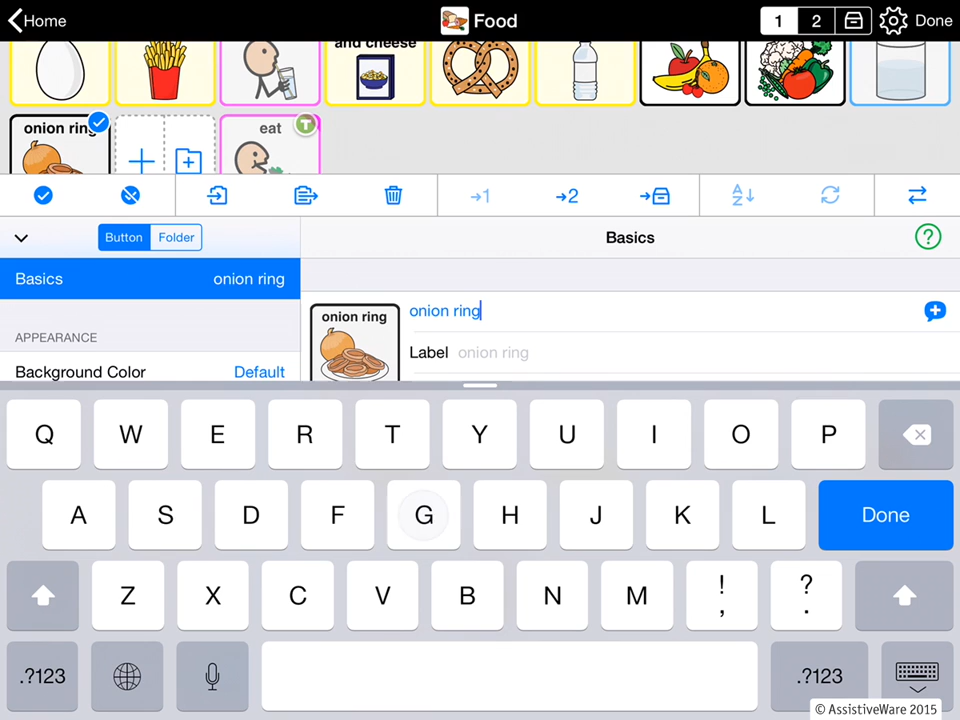 Home
Food
1 2
Done
and cheese
onion ring
eat
T
→1
→2
A
Z
Button
Folder
Basics
?
Basics
onion ring
onion ring
onion ring
Label onion ring
APPEARANCE
Background Color
Default
Q W E R T Y U I O P
A S D F G H J K L Done
Z X C V B N M ! , ? .
.?123
.?123
© AssistiveWare 2015